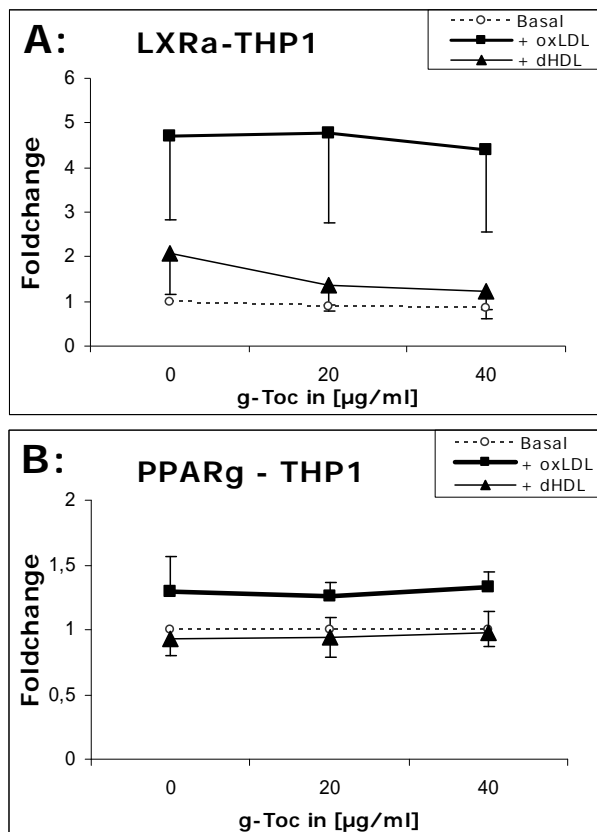 A: LXRa-THP1
Basal
+ oxLDL
+ dHDL
6
5
4
3
2
1
0
Foldchange
0 20 40
g-Toc in [µg/ml]
B: PPARg - THP1
Basal
+ oxLDL
+ dHDL
2
1,5
1
0,5
0
Foldchange
0 20 40
g-Toc in [µg/ml]